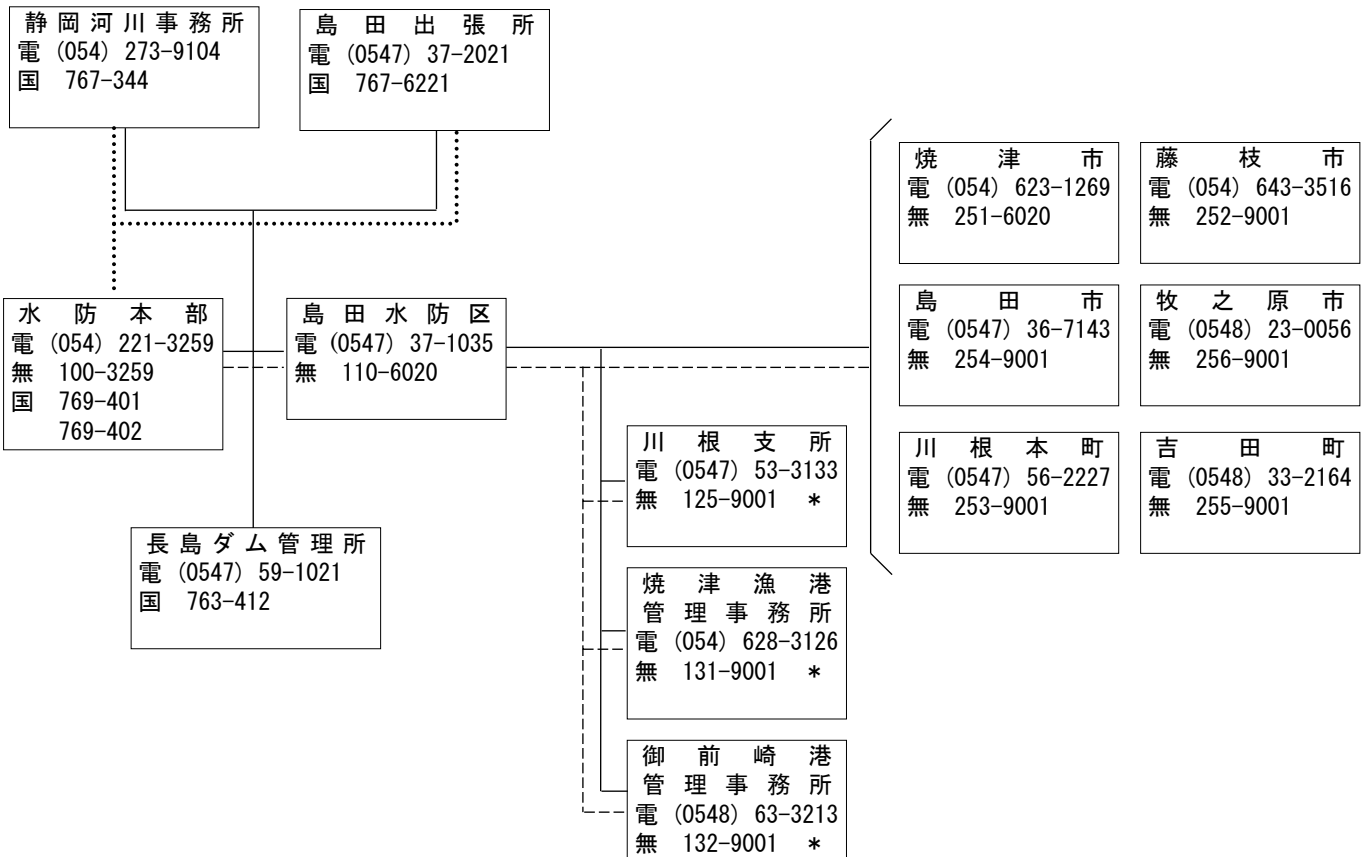 静岡河川事務所
電 (054) 273-9104
国 767-344
島田出張所
電 (0547) 37-2021
国 767-6221
水防本部
電 (054) 221-3259
無 100-3259
国 769-401
769-402
島田水防区
電 (0547) 37-1035
無 110-6020
長島ダム管理所
電 (0547) 59-1021
国 763-412
川根支所
電 (0547) 53-3133
無 125-9001 *
焼津漁港
管理事務所
電 (054) 628-3126
無 131-9001 *
御前崎港
管理事務所
電 (0548) 63-3213
無 132-9001 *
焼津市
電 (054) 623-1269
無 251-6020
藤枝市
電 (054) 643-3516
無 252-9001
島田市
電 (0547) 36-7143
無 254-9001
牧之原市
電 (0548) 23-0056
無 256-9001
川根本町
電 (0547) 56-2227
無 253-9001
吉田町
電 (0548) 33-2164
無 255-9001